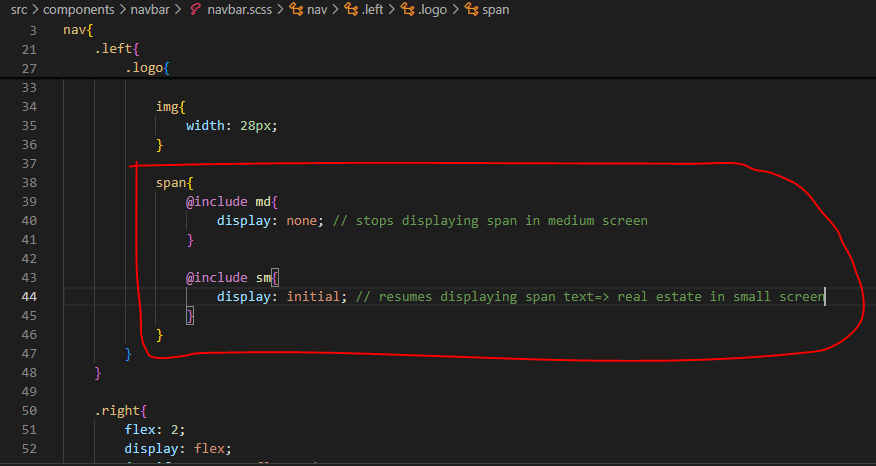 src > components > navbar > navbar.scss > nav > .left > .logo > span
3 nav{
21 .left{
27 .logo{
33
34 img{
35 width: 28px;
36 }
37
38 span{
39 @include md{
40 display: none; // stops displaying span in medium screen
41 }
42
43 @include sm{
44 display: initial; // resumes displaying span text=> real estate in small screen
45 }
46 }
47 }
48 }
49
50 .right{
51 flex: 2;
52 display: flex;